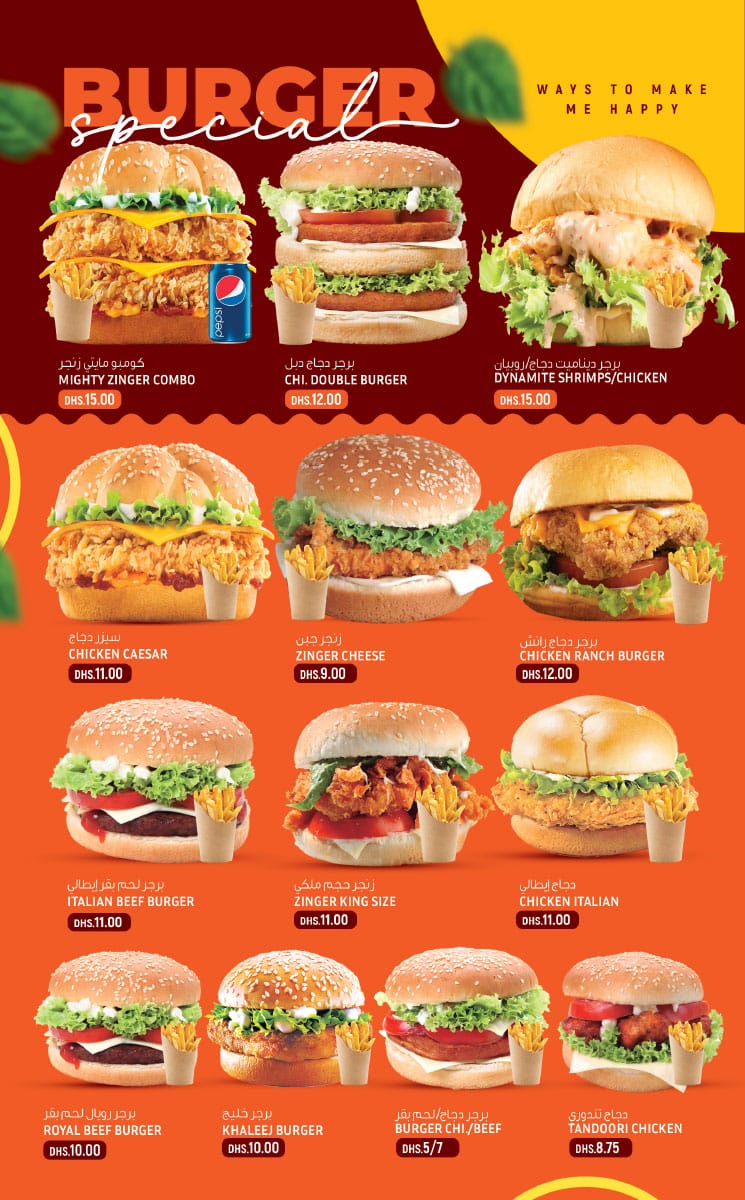 BURGER
special
WAYS TO MAKE
ME HAPPY
pepsi
كومبو مايتي زنجر
MIGHTY ZINGER COMBO
DHS.15.00
برجر دجاج دبل
CHI. DOUBLE BURGER
DHS.12.00
برجر ديناميت دجاج/روبيان
DYNAMITE SHRIMPS/CHICKEN
DHS.15.00
سيزر دجاج
CHICKEN CAESAR
DHS.11.00
زنجر جبن
ZINGER CHEESE
DHS.9.00
برجر دجاج رانش
CHICKEN RANCH BURGER
DHS.12.00
برجر لحم بقر إيطالي
ITALIAN BEEF BURGER
DHS.11.00
زنجر حجم ملكي
ZINGER KING SIZE
DHS.11.00
دجاج إيطالي
CHICKEN ITALIAN
DHS.11.00
برجر رويال لحم بقر
ROYAL BEEF BURGER
DHS.10.00
برجر خليج
KHALEEJ BURGER
DHS.10.00
برجر دجاج/لحم بقر
BURGER CHI./BEEF
DHS.5/7
دجاج تندوري
TANDOORI CHICKEN
DHS.8.75